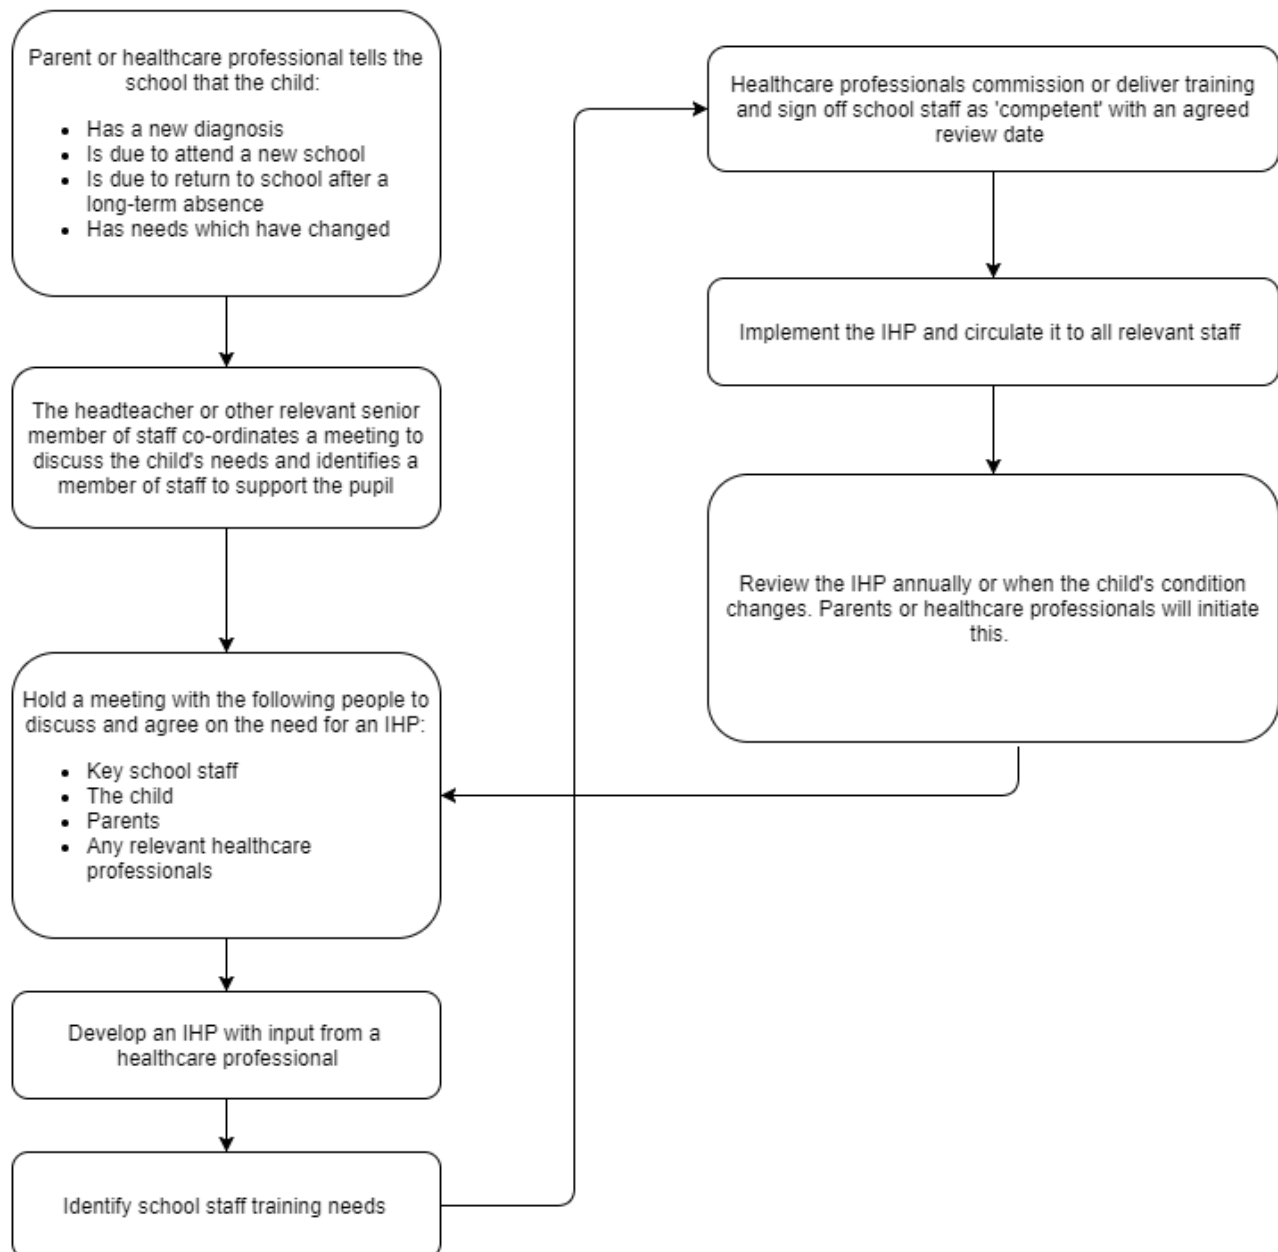 Parent or healthcare professional tells the
school that the child:
• Has a new diagnosis
• Is due to attend a new school
• Is due to return to school after a
long-term absence
• Has needs which have changed
The headteacher or other relevant senior
member of staff co-ordinates a meeting to
discuss the child's needs and identifies a
member of staff to support the pupil
Hold a meeting with the following people to
discuss and agree on the need for an IHP:
• Key school staff
• The child
• Parents
• Any relevant healthcare
professionals
Develop an IHP with input from a
healthcare professional
Identify school staff training needs
Healthcare professionals commission or deliver training
and sign off school staff as 'competent' with an agreed
review date
Implement the IHP and circulate it to all relevant staff
Review the IHP annually or when the child's condition
changes. Parents or healthcare professionals will initiate
this.